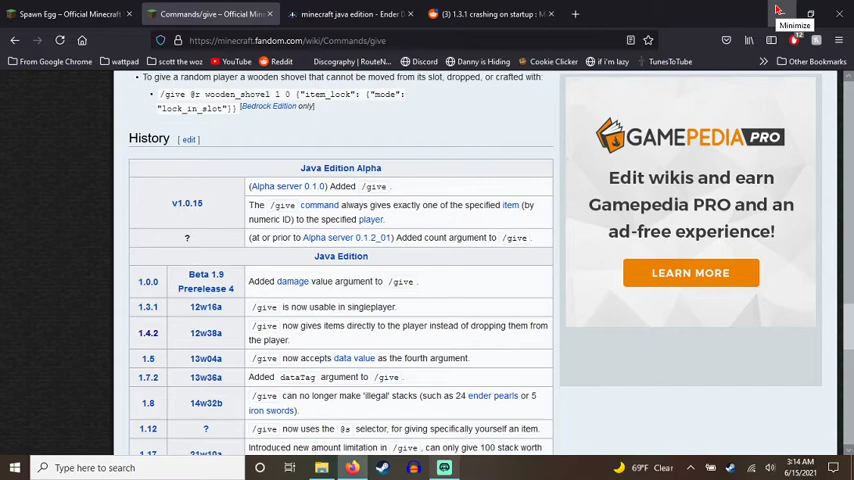 Spawn Egg – Official Minecraft
Commands/give – Official Mine
minecraft java edition - Ender D
1.3.1 crashing on startup : M
Minimize
https://minecraft.fandom.com/wiki/Commands/give
12
From Google Chrome
wattpad
scott the woz
Reddit
Discography | RouteN...
Discord
Danny is Hiding
Cookie Clicker
if i'm lazy
TunesToTube
Other Bookmarks
To give a random player a wooden shovel that cannot be moved from its slot, dropped, or crafted with:
/give @r wooden_shovel 1 0 {"item_lock": {"mode":
"lock_in_slot"}} [Bedrock Edition only]
History [ edit ]
Java Edition Alpha
v1.0.15
(Alpha server 0.1.0) Added /give .
The /give command always gives exactly one of the specified item (by
numeric ID) to the specified player.
? (at or prior to Alpha server 0.1.2_01) Added count argument to /give .
Java Edition
1.0.0 Beta 1.9
Prerelease 4
Added damage value argument to /give .
1.3.1 12w16a /give is now usable in singleplayer.
1.4.2 12w38a /give now gives items directly to the player instead of dropping them from
the player.
1.5 13w04a /give now accepts data value as the fourth argument.
1.7.2 13w36a Added dataTag argument to /give .
1.8 14w32b /give can no longer make 'illegal' stacks (such as 24 ender pearls or 5
iron swords).
1.12 ? /give now uses the @s selector, for giving specifically yourself an item.
1.17 21w10a Introduced new amount limitation in /give , can only give 100 stack worth
GAMEPEDIA PRO
Edit wikis and earn
Gamepedia PRO and an
ad-free experience!
LEARN MORE
Type here to search
69°F Clear
3:14 AM
6/15/2021